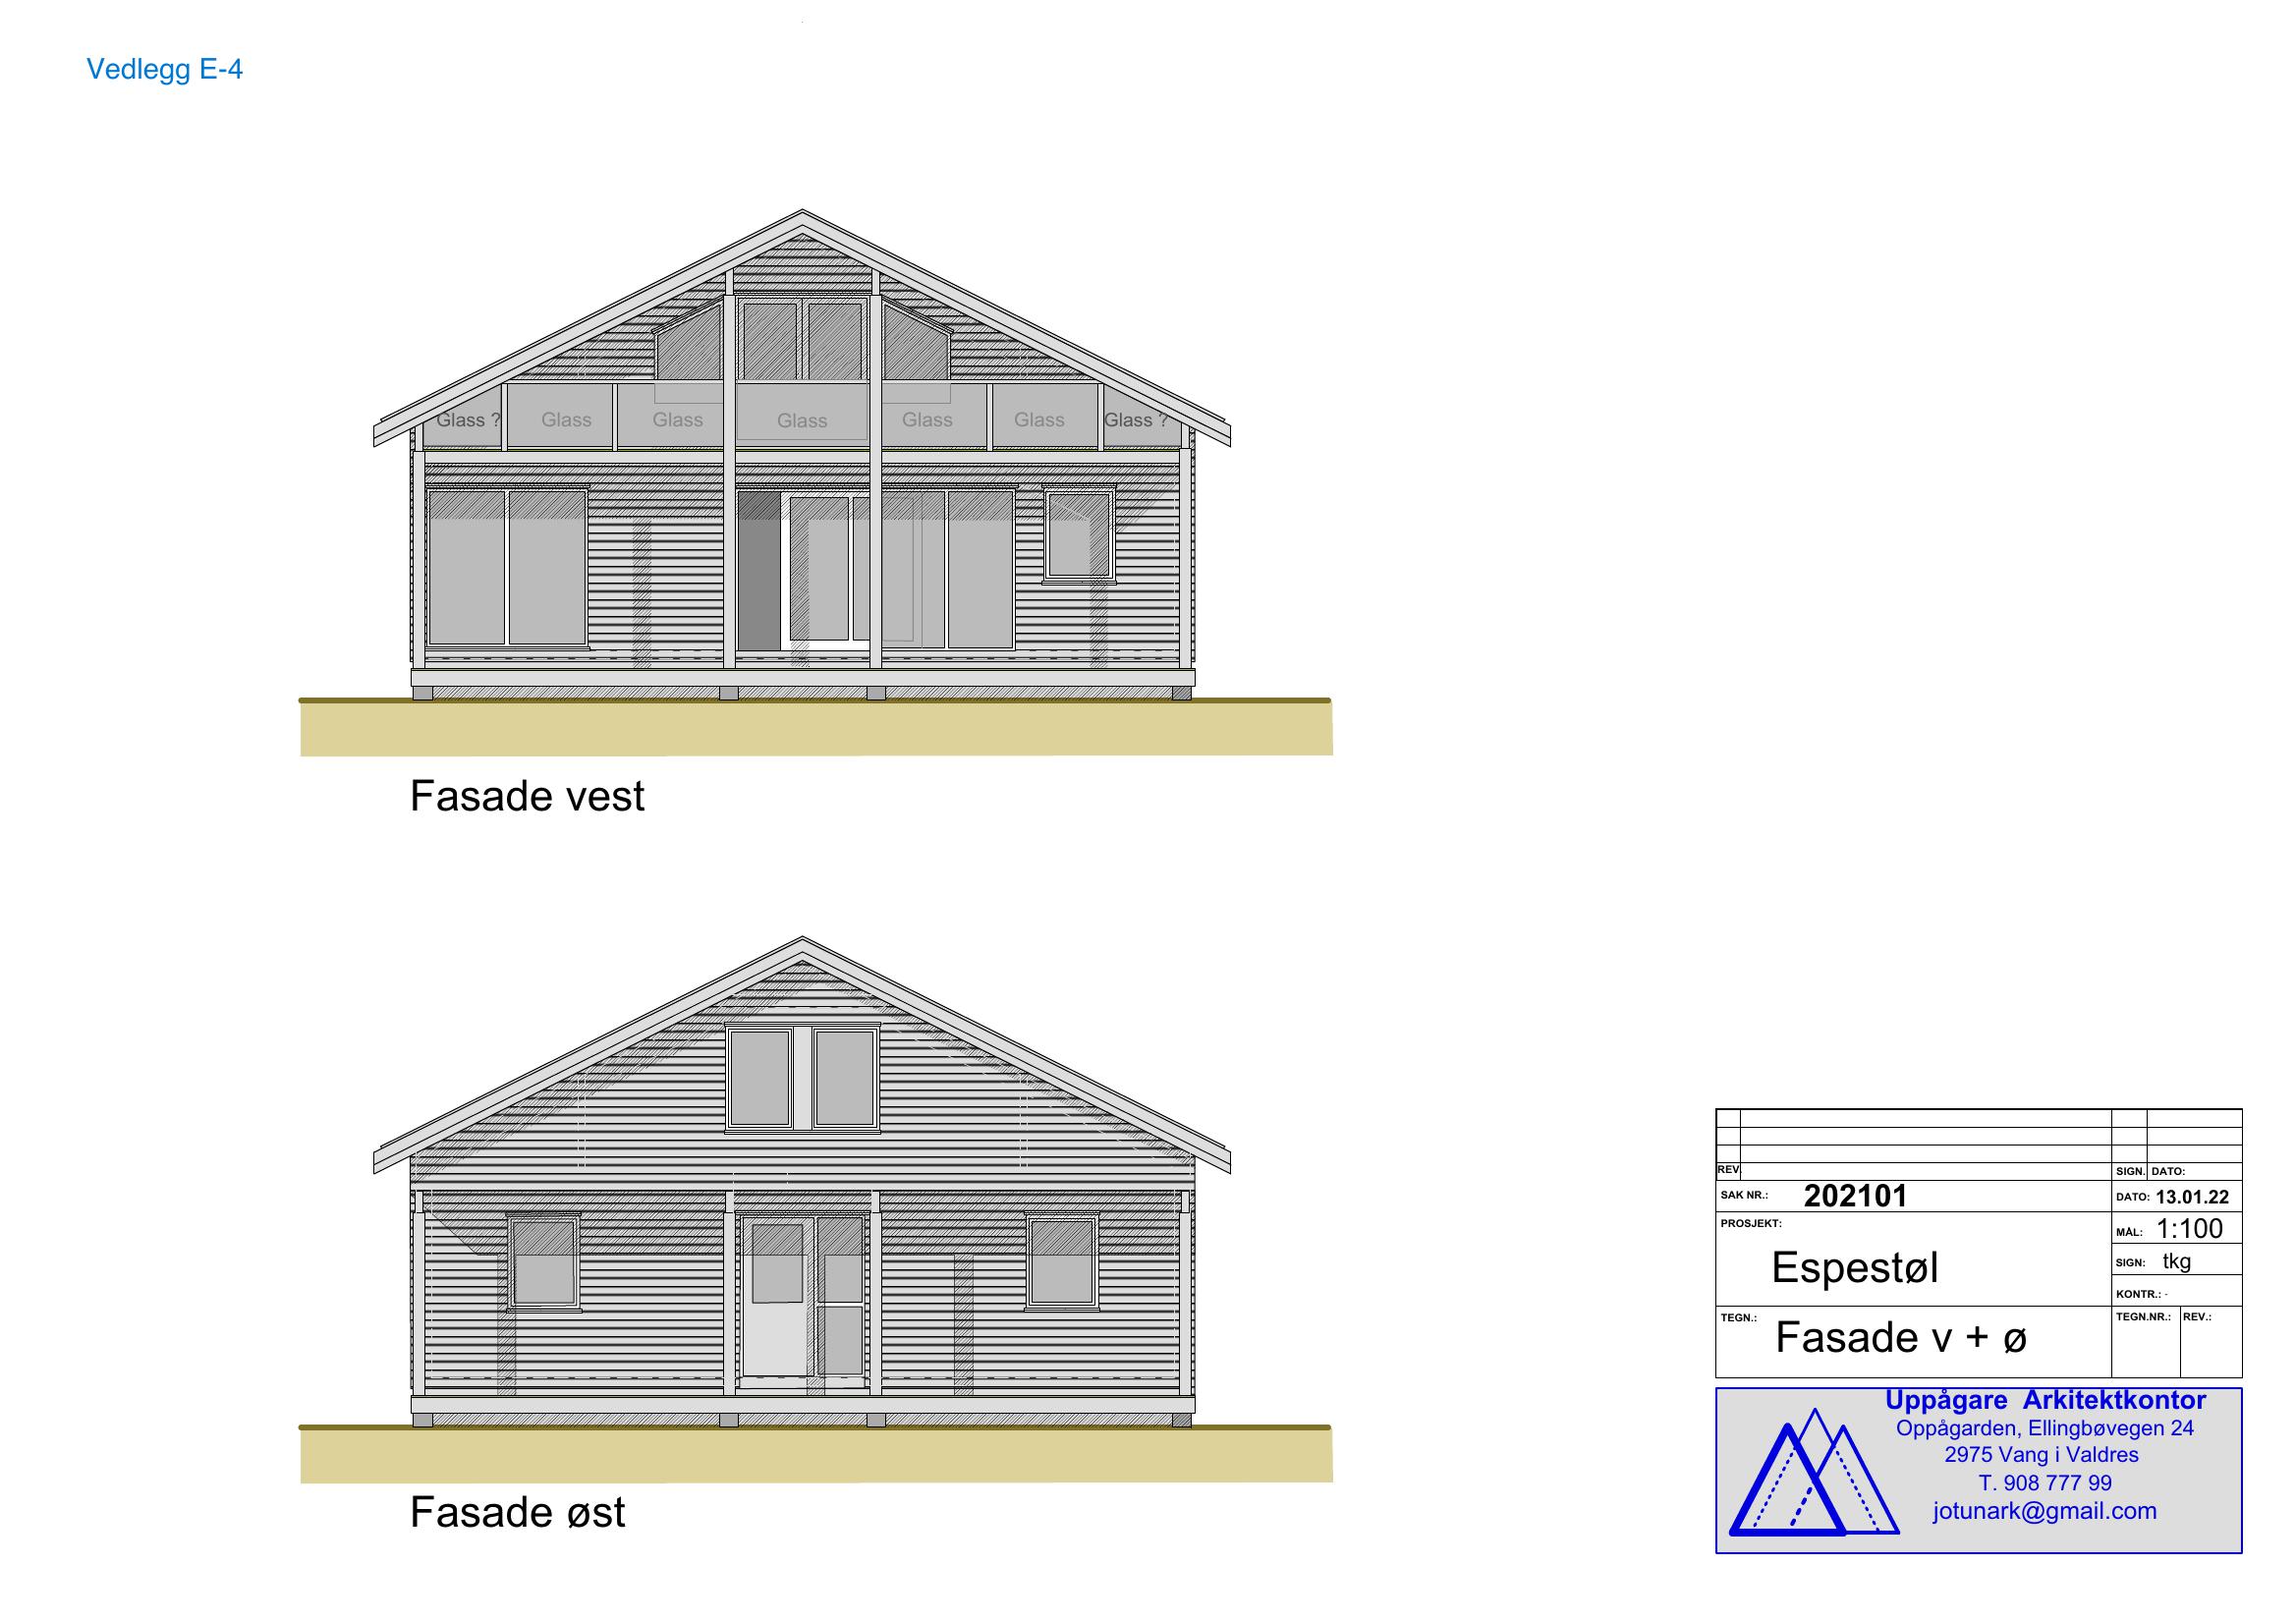 Vedlegg E-4
Glass ? Glass Glass Glass Glass Glass Glass ?
Fasade vest
Fasade øst
REV. SIGN. DATO:
SAK NR.: 202101 DATO: 13.01.22
PROSJEKT: MÅL: 1:100
Espestøl SIGN: tkg
KONTR.: -
TEGN.: Fasade v + ø TEGN.NR.: REV.:
Uppågare Arkitektkontor
Oppågarden, Ellingbøvegen 24
2975 Vang i Valdres
T. 908 777 99
jotunark@gmail.com